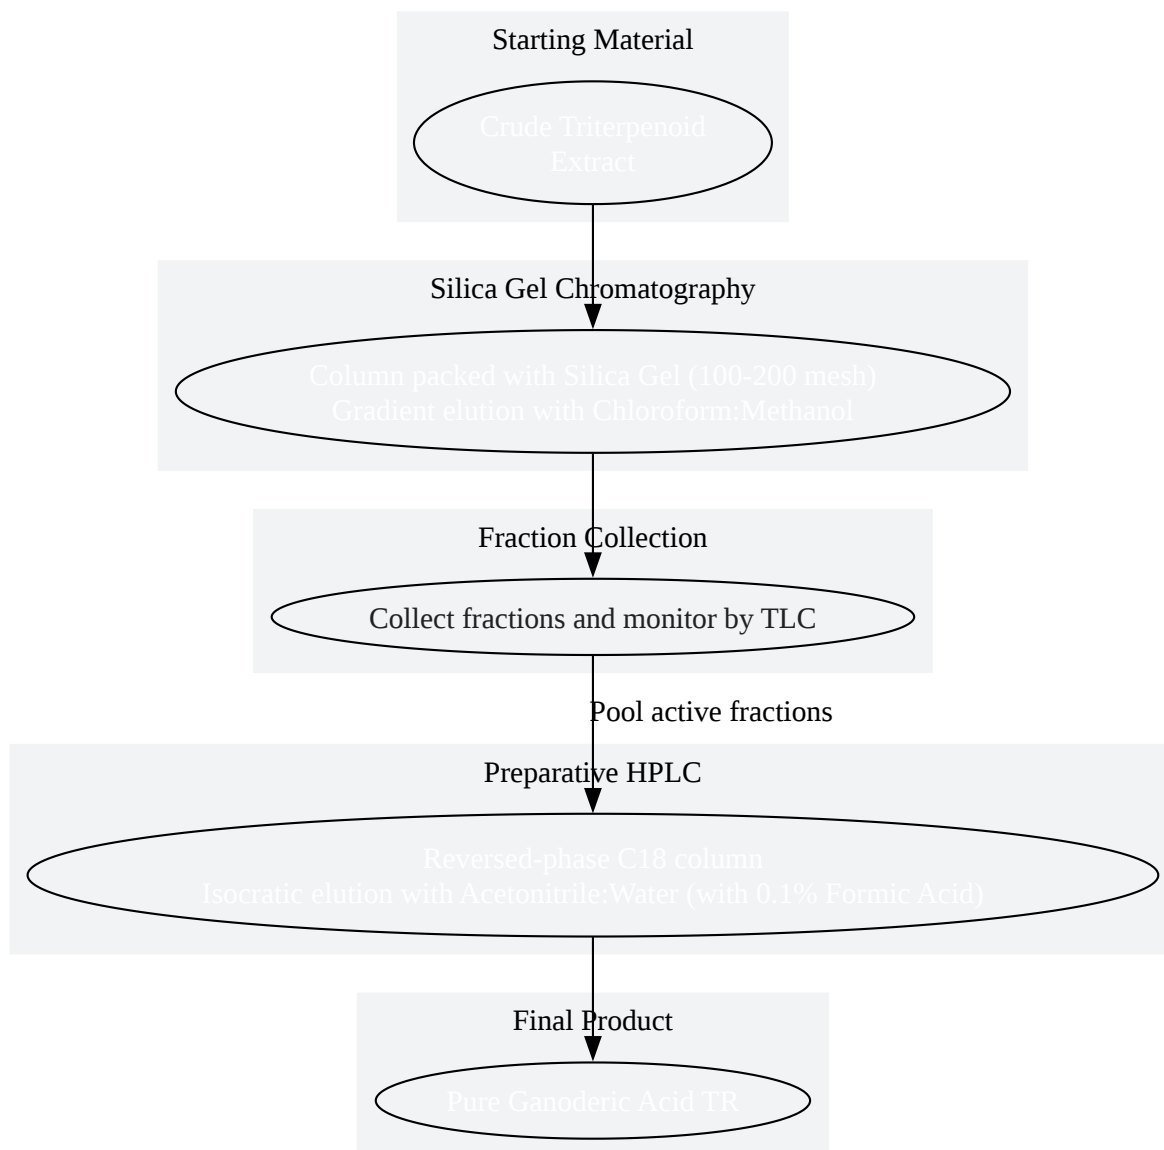 Starting Material
Crude Triterpenoid
Extract
Silica Gel Chromatography
Column packed with Silica Gel (100-200 mesh)
Gradient elution with Chloroform:Methanol
Fraction Collection
Collect fractions and monitor by TLC
Pool active fractions
Preparative HPLC
Reversed-phase C18 column
Isocratic elution with Acetonitrile:Water (with 0.1% Formic Acid)
Final Product
Pure Ganoderic Acid TR